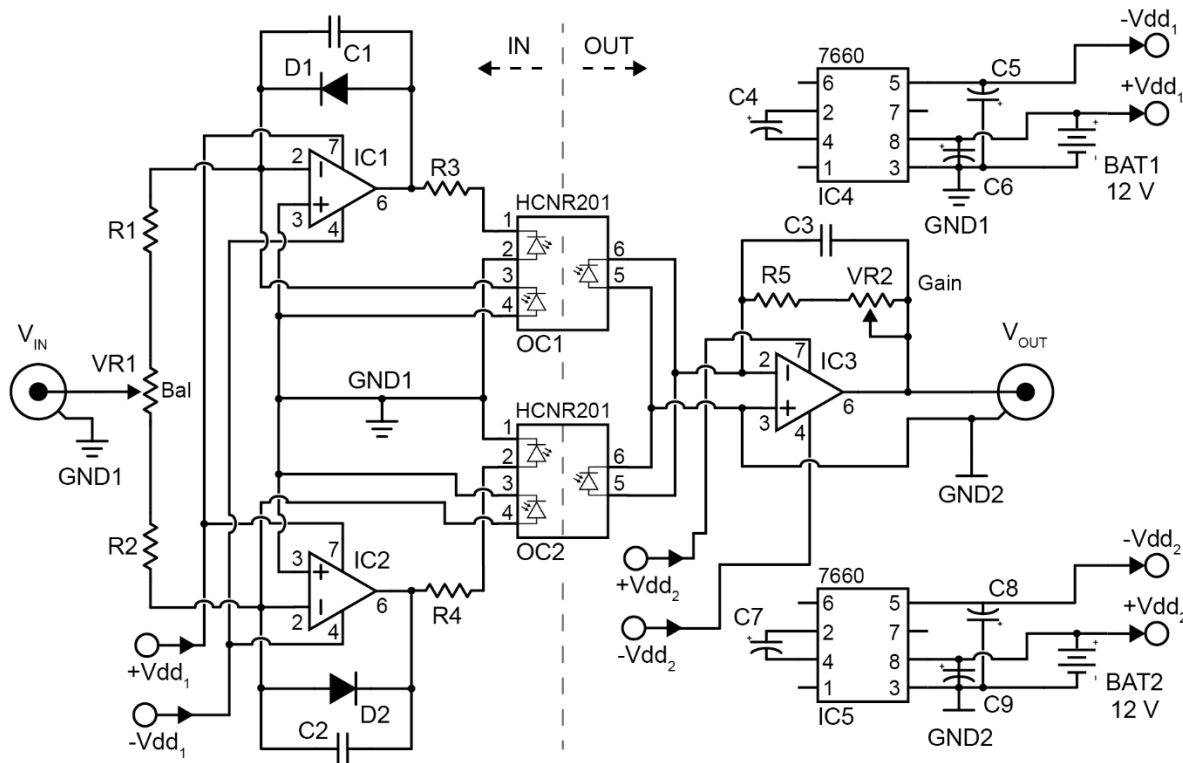 C1
D1
IN
OUT
7660
-Vdd1
C5
6
5
C4
2
7
+Vdd1
4
8
1
3
IC4
C6
BAT1
12 V
GND1
7
2
IC1
R3
3
4
6
R1
HCNR201
1
2
3
4
6
5
OC1
C3
R5
VR2
Gain
VIN
VR1
Bal
GND1
GND1
7
2
IC3
3
4
6
VOUT
GND2
HCNR201
1
2
3
4
6
5
OC2
R2
7
3
IC2
2
4
6
R4
+Vdd1
-Vdd1
D2
C2
+Vdd2
-Vdd2
7660
-Vdd2
C8
6
5
C7
2
7
+Vdd2
4
8
1
3
IC5
C9
BAT2
12 V
GND2